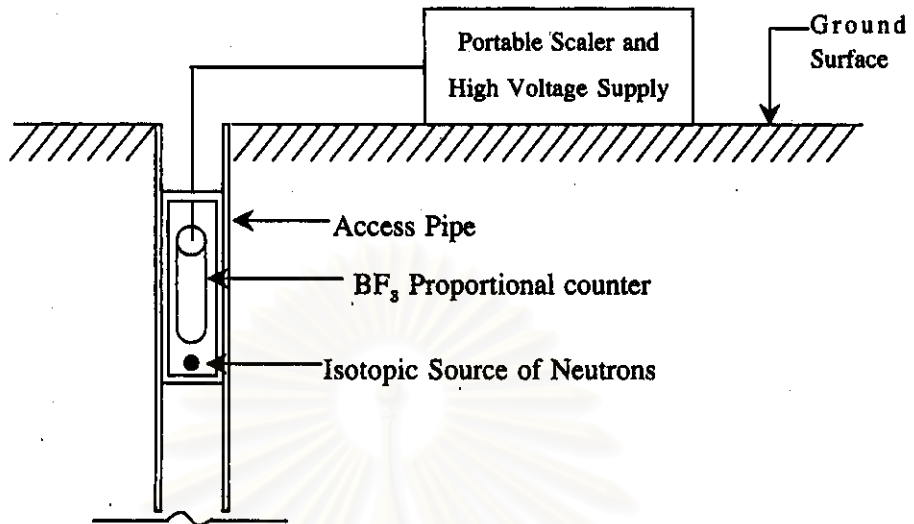 Portable Scaler and
High Voltage Supply
Ground
Surface
Access Pipe
BF₃ Proportional counter
Isotopic Source of Neutrons